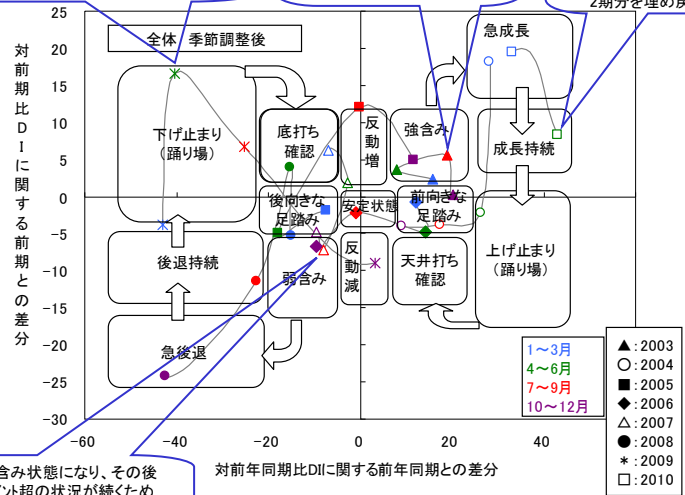 2期分を埋め戻
対前期比DIに関する前期との差分
25
20
15
10
5
0
-5
-10
-15
-20
-25
-30
全体 季節調整後
急成長
下げ止まり
(踊り場)
底打ち
確認
反動増
強含み
成長持続
後向きな
足踏み
安定状態
前向きな
足踏み
後退持続
弱含み
反動減
天井打ち
確認
上げ止まり
(踊り場)
急後退
1～3月
4～6月
7～9月
10～12月
▲:2003
○:2004
■:2005
◆:2006
△:2007
●:2008
＊:2009
□:2010
-60
-40
-20
0
20
40
対前年同期比DIに関する前年同期との差分
含み状態になり、その後
ント超の状況が続くため